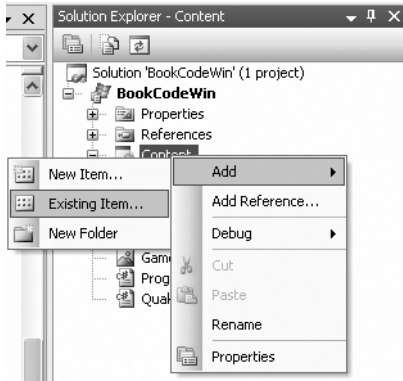 Solution Explorer - Content
Solution 'BookCodeWin' (1 project)
BookCodeWin
Properties
References
Content
New Item...
Add
Existing Item...
Add Reference...
New Folder
Debug
Cut
Paste
Rename
Properties